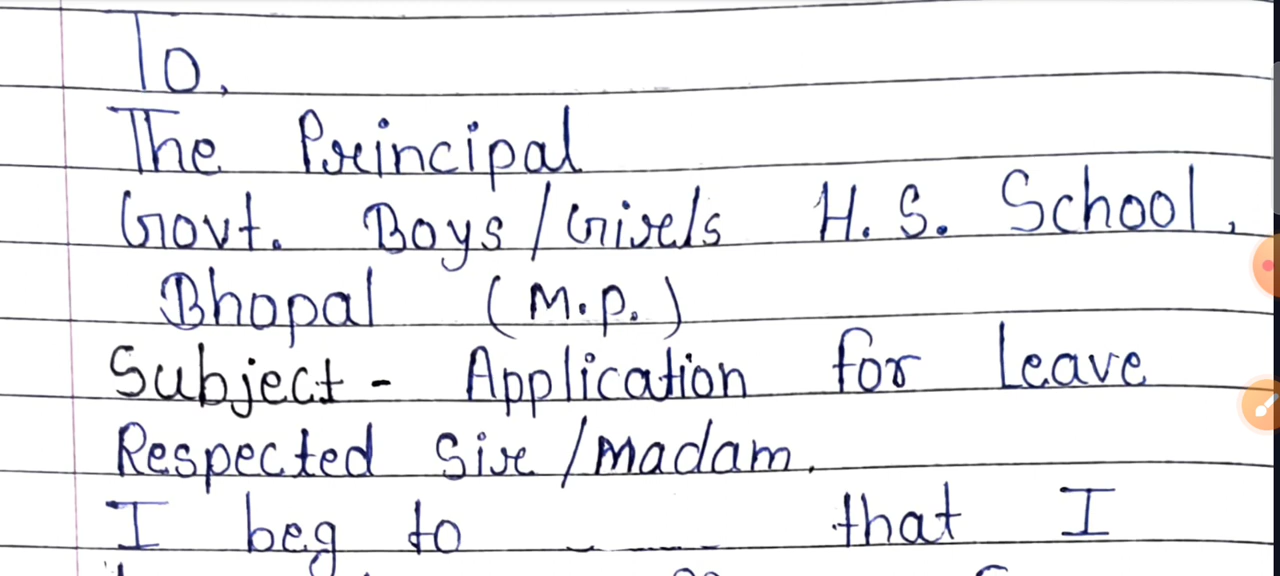 To,
The Principal
Govt. Boys/Girls H. S. School,
Bhopal (M.P.)
Subject - Application for Leave
Respected Sir/Madam,
I beg to that I